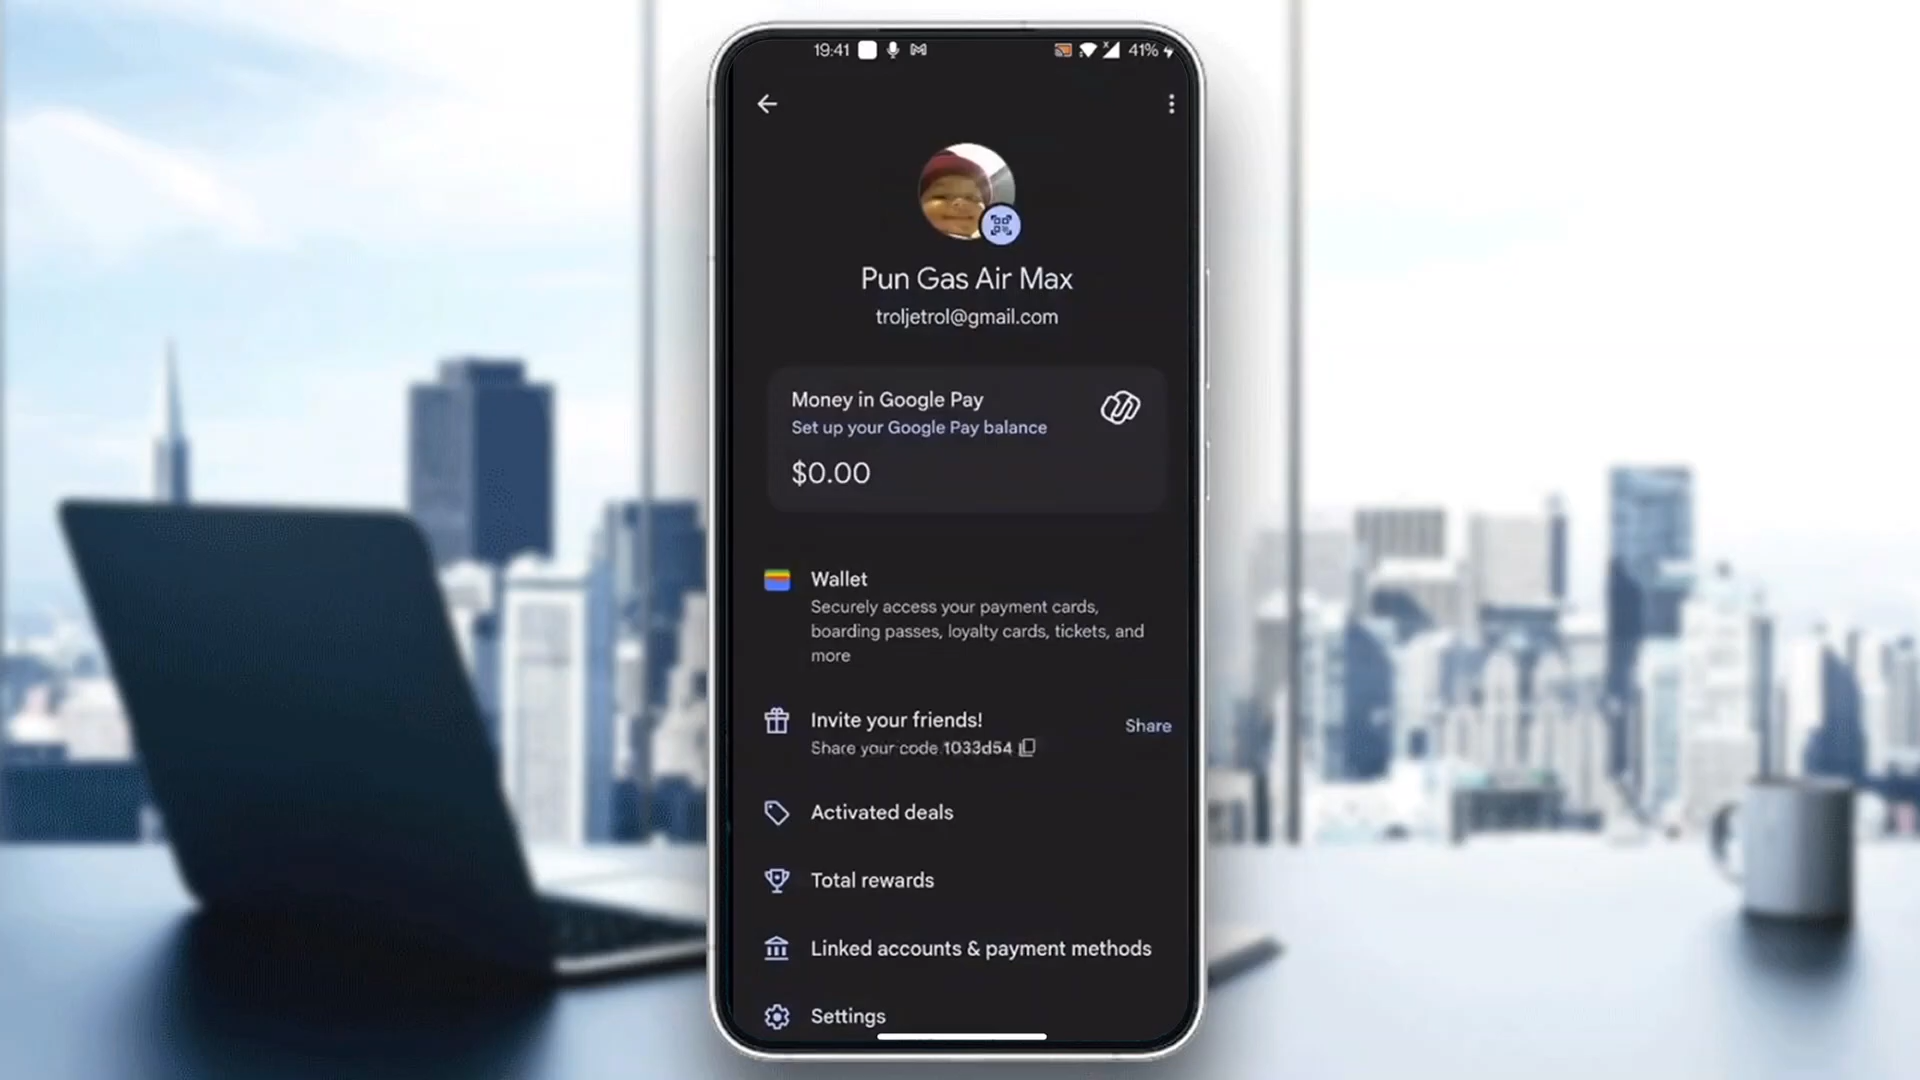 19:41
41%
Pun Gas Air Max
troljetrol@gmail.com
Money in Google Pay
Set up your Google Pay balance
$0.00
Wallet
Securely access your payment cards,
boarding passes, loyalty cards, tickets, and
more
Invite your friends!
Share
Share your code 1033d54
Activated deals
Total rewards
Linked accounts & payment methods
Settings